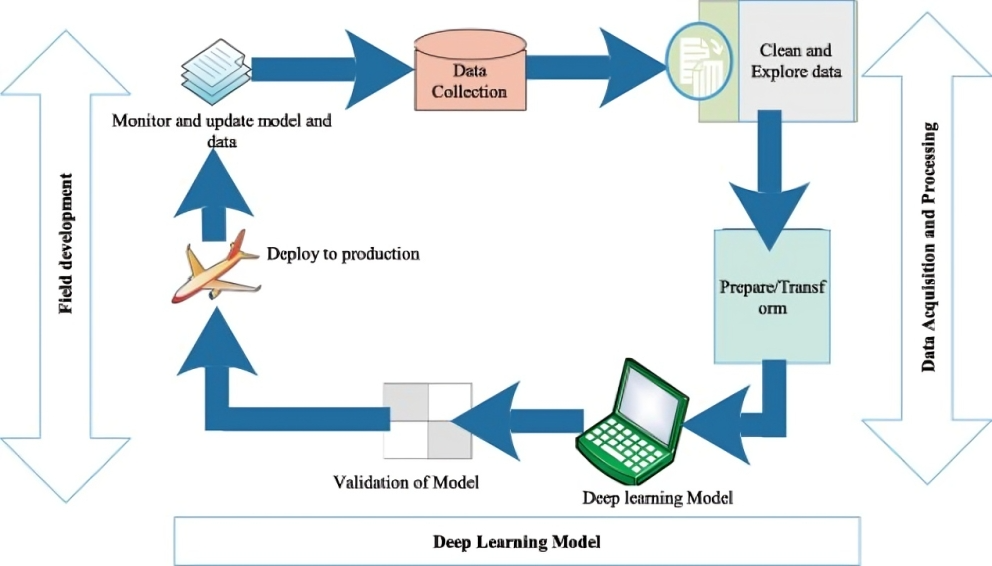 Data
Collection
Clean and
Explore data
Monitor and update model and
data
Field development
Data Acquisition and Processing
Deploy to production
Prepare/Transf
orm
Validation of Model
Deep learning Model
Deep Learning Model